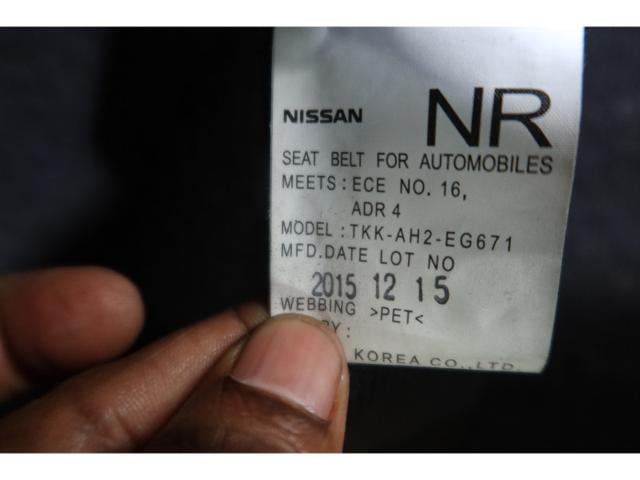 NISSAN NR
SEAT BELT FOR AUTOMOBILES
MEETS : ECE NO. 16,
ADR 4
MODEL : TKK-AH2-EG671
MFD.DATE LOT NO
2015 12 15
WEBBING >PET<
BY :
KOREA CO.,LTD.